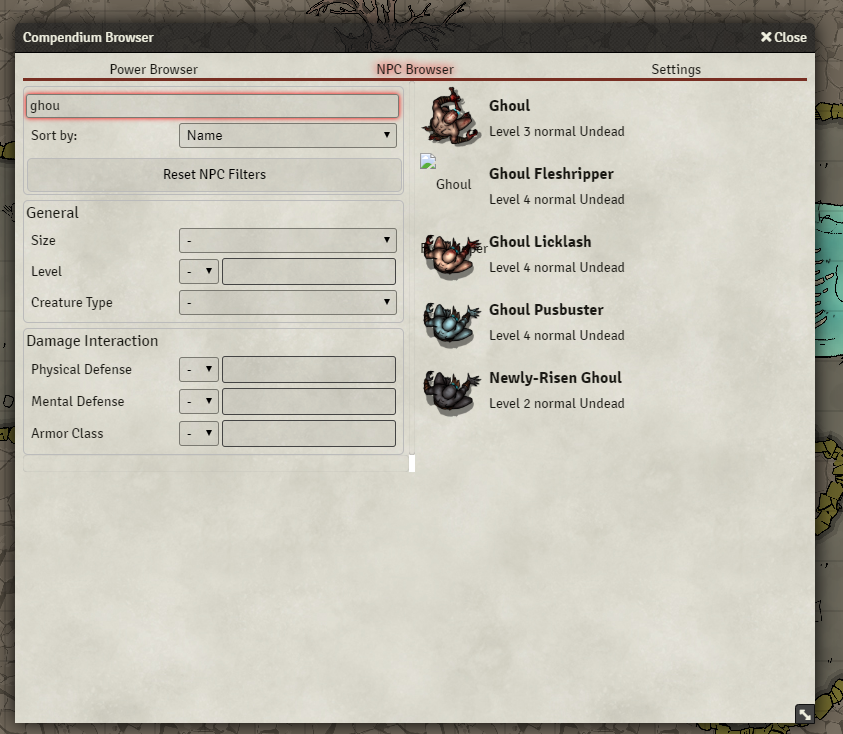 Compendium Browser
Close
Power Browser
NPC Browser
Settings
ghou
Sort by:
Name
Reset NPC Filters
General
Size
-
Level
-
Creature Type
-
Damage Interaction
Physical Defense
-
Mental Defense
-
Armor Class
-
Ghoul
Level 3 normal Undead
Ghoul
Ghoul Fleshripper
Level 4 normal Undead
Ghoul Licklash
Level 4 normal Undead
Ghoul Pusbuster
Level 4 normal Undead
Newly-Risen Ghoul
Level 2 normal Undead